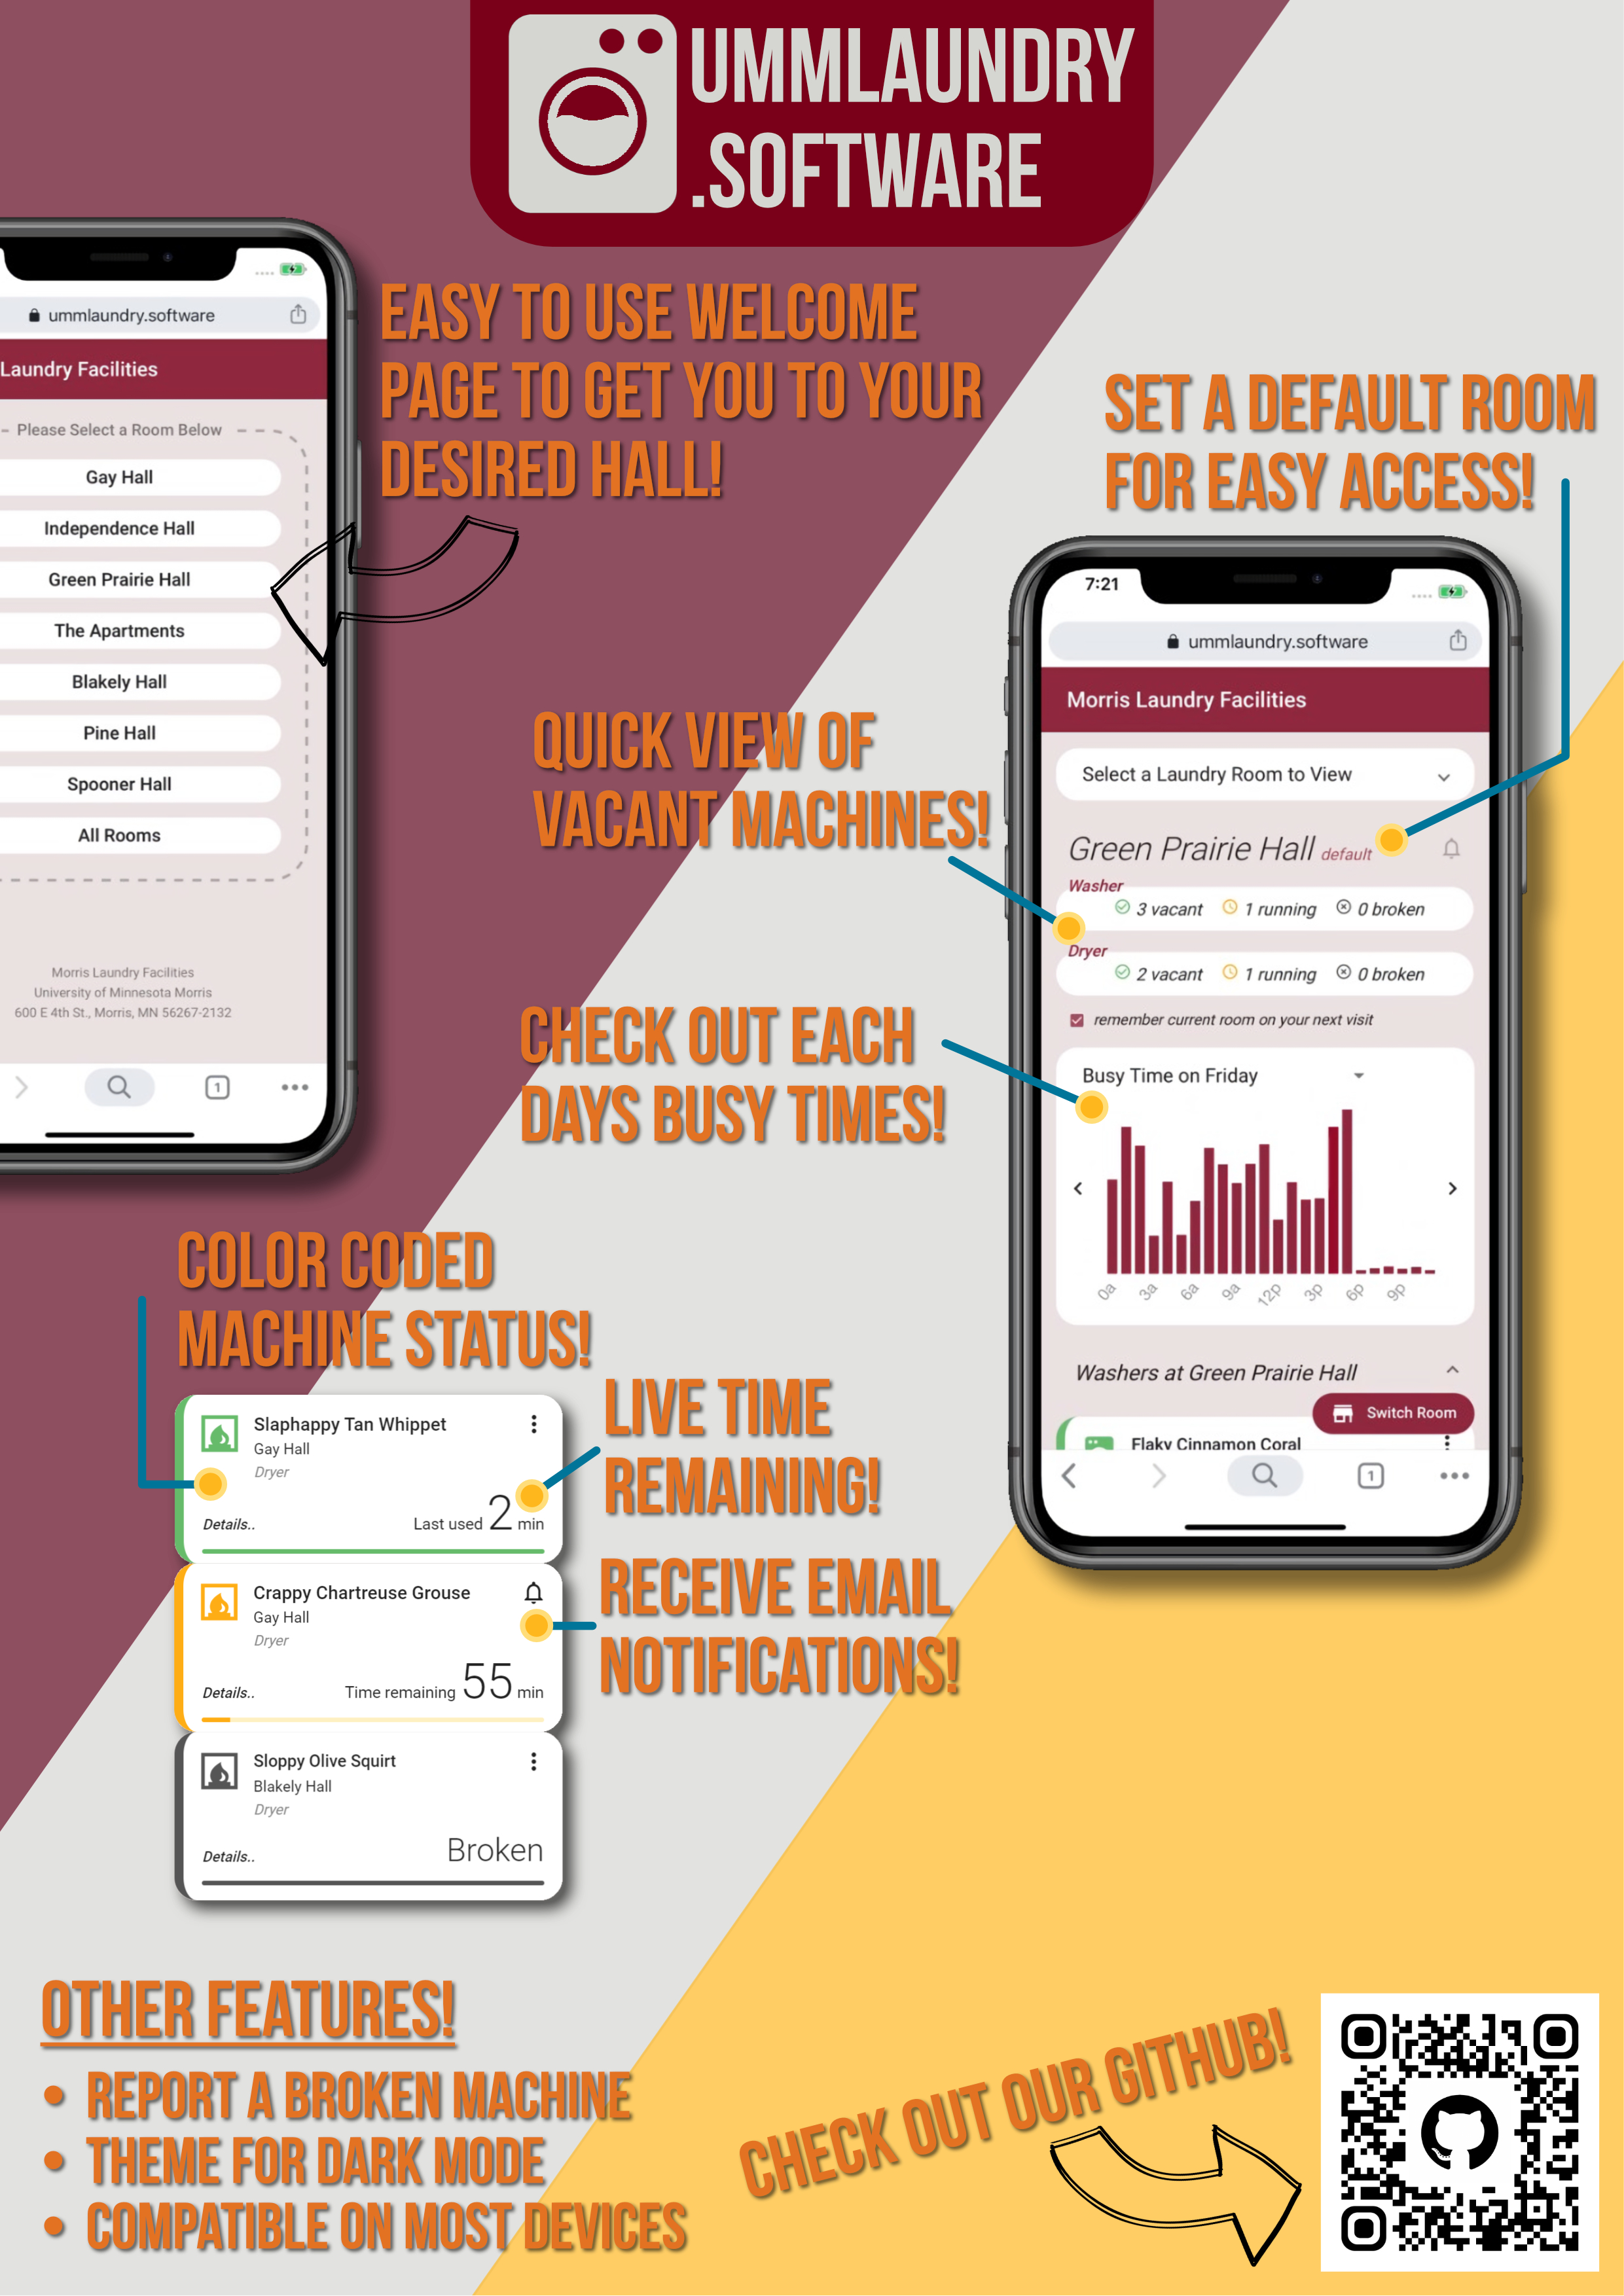 UMMLAUNDRY
.SOFTWARE
ummlaundry.software
Laundry Facilities
Please Select a Room Below
Gay Hall
Independence Hall
Green Prairie Hall
The Apartments
Blakely Hall
Pine Hall
Spooner Hall
All Rooms
Morris Laundry Facilities
University of Minnesota Morris
600 E 4th St., Morris, MN 56267-2132
1
EASY TO USE WELCOME
PAGE TO GET YOU TO YOUR
DESIRED HALL!
SET A DEFAULT ROOM
FOR EASY ACCESS!
7:21
ummlaundry.software
Morris Laundry Facilities
Select a Laundry Room to View
Green Prairie Hall default
Washer
3 vacant 1 running 0 broken
Dryer
2 vacant 1 running 0 broken
remember current room on your next visit
Busy Time on Friday
0a 3a 6a 9a 12p 3p 6p 9p
Washers at Green Prairie Hall
Switch Room
Flaky Cinnamon Coral
1
QUICK VIEW OF
VACANT MACHINES!
CHECK OUT EACH
DAYS BUSY TIMES!
COLOR CODED
MACHINE STATUS!
Slaphappy Tan Whippet
Gay Hall
Dryer
Details.. Last used 2 min
LIVE TIME
REMAINING!
Crappy Chartreuse Grouse
Gay Hall
Dryer
Details.. Time remaining 55 min
RECEIVE EMAIL
NOTIFICATIONS!
Sloppy Olive Squirt
Blakely Hall
Dryer
Details.. Broken
OTHER FEATURES!
• REPORT A BROKEN MACHINE
• THEME FOR DARK MODE
• COMPATIBLE ON MOST DEVICES
CHECK OUT OUR GITHUB!